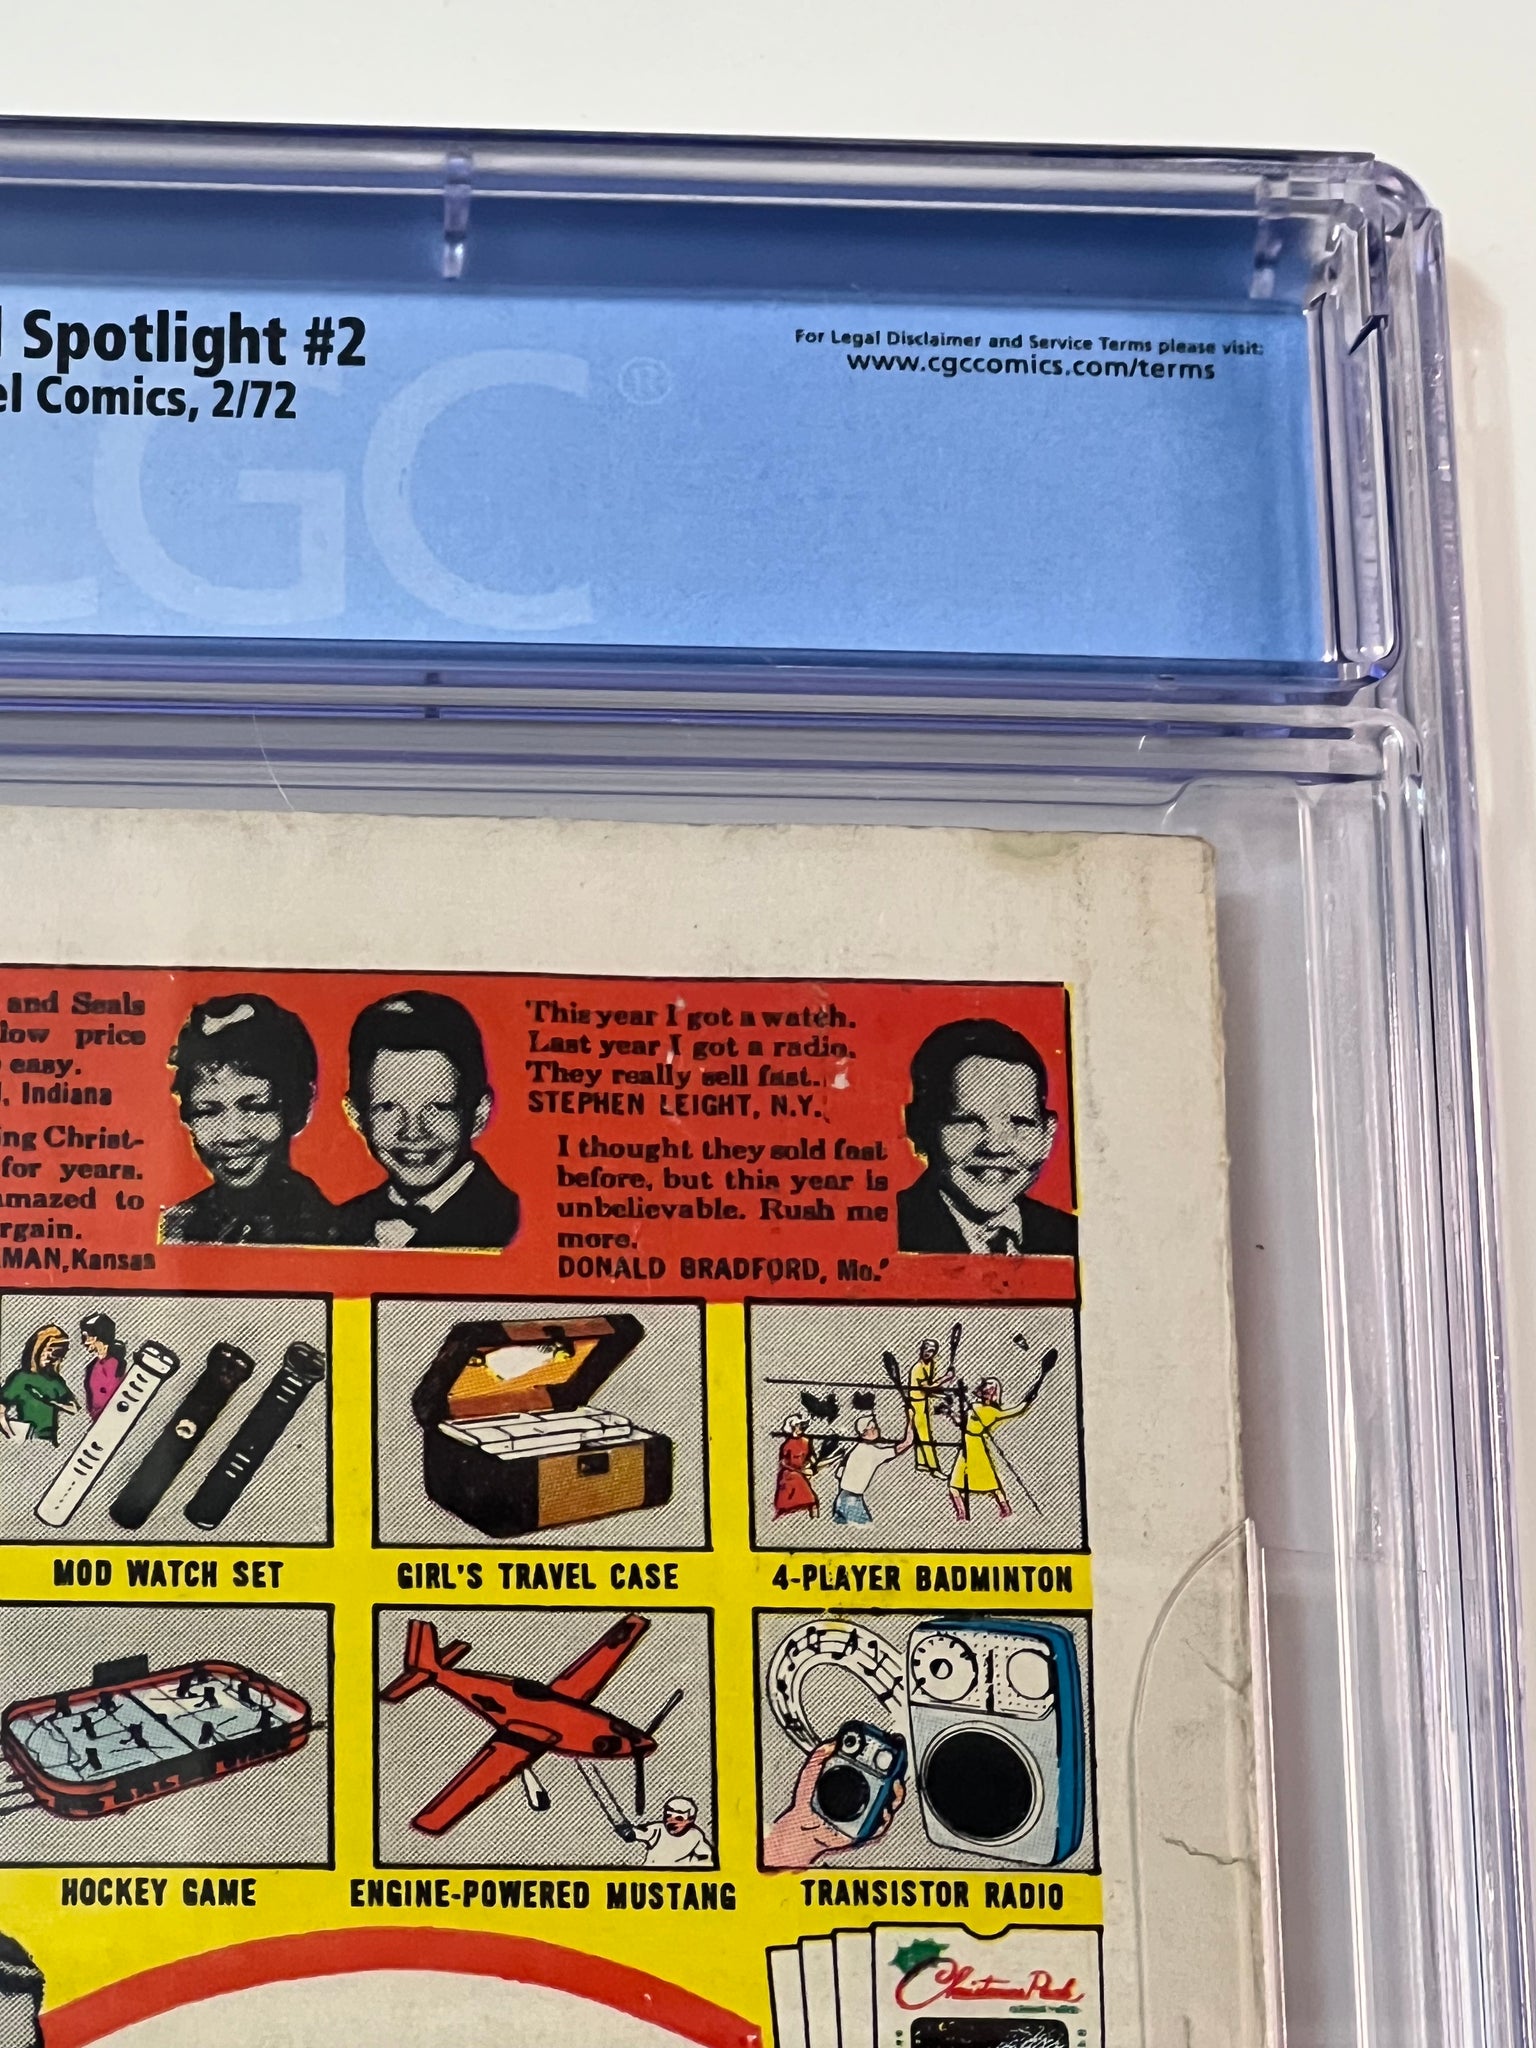 Spotlight #2
Comics, 2/72
CGC®
For Legal Disclaimer and Service Terms please visit:
www.cgccomics.com/terms
and Seals
low price
easy.
Indiana
Christ-
for years.
to
Kansas
'This year I got a watch.
Last year I got a radio.
They really sell fast.
STEPHEN LEIGHT, N.Y.
I thought they sold fast
before, but this year is
unbelievable. Rush me
more.
DONALD BRADFORD, Mo.'
MOD WATCH SET
GIRL'S TRAVEL CASE
4-PLAYER BADMINTON
HOCKEY GAME
ENGINE-POWERED MUSTANG
TRANSISTOR RADIO
Christmas Pack